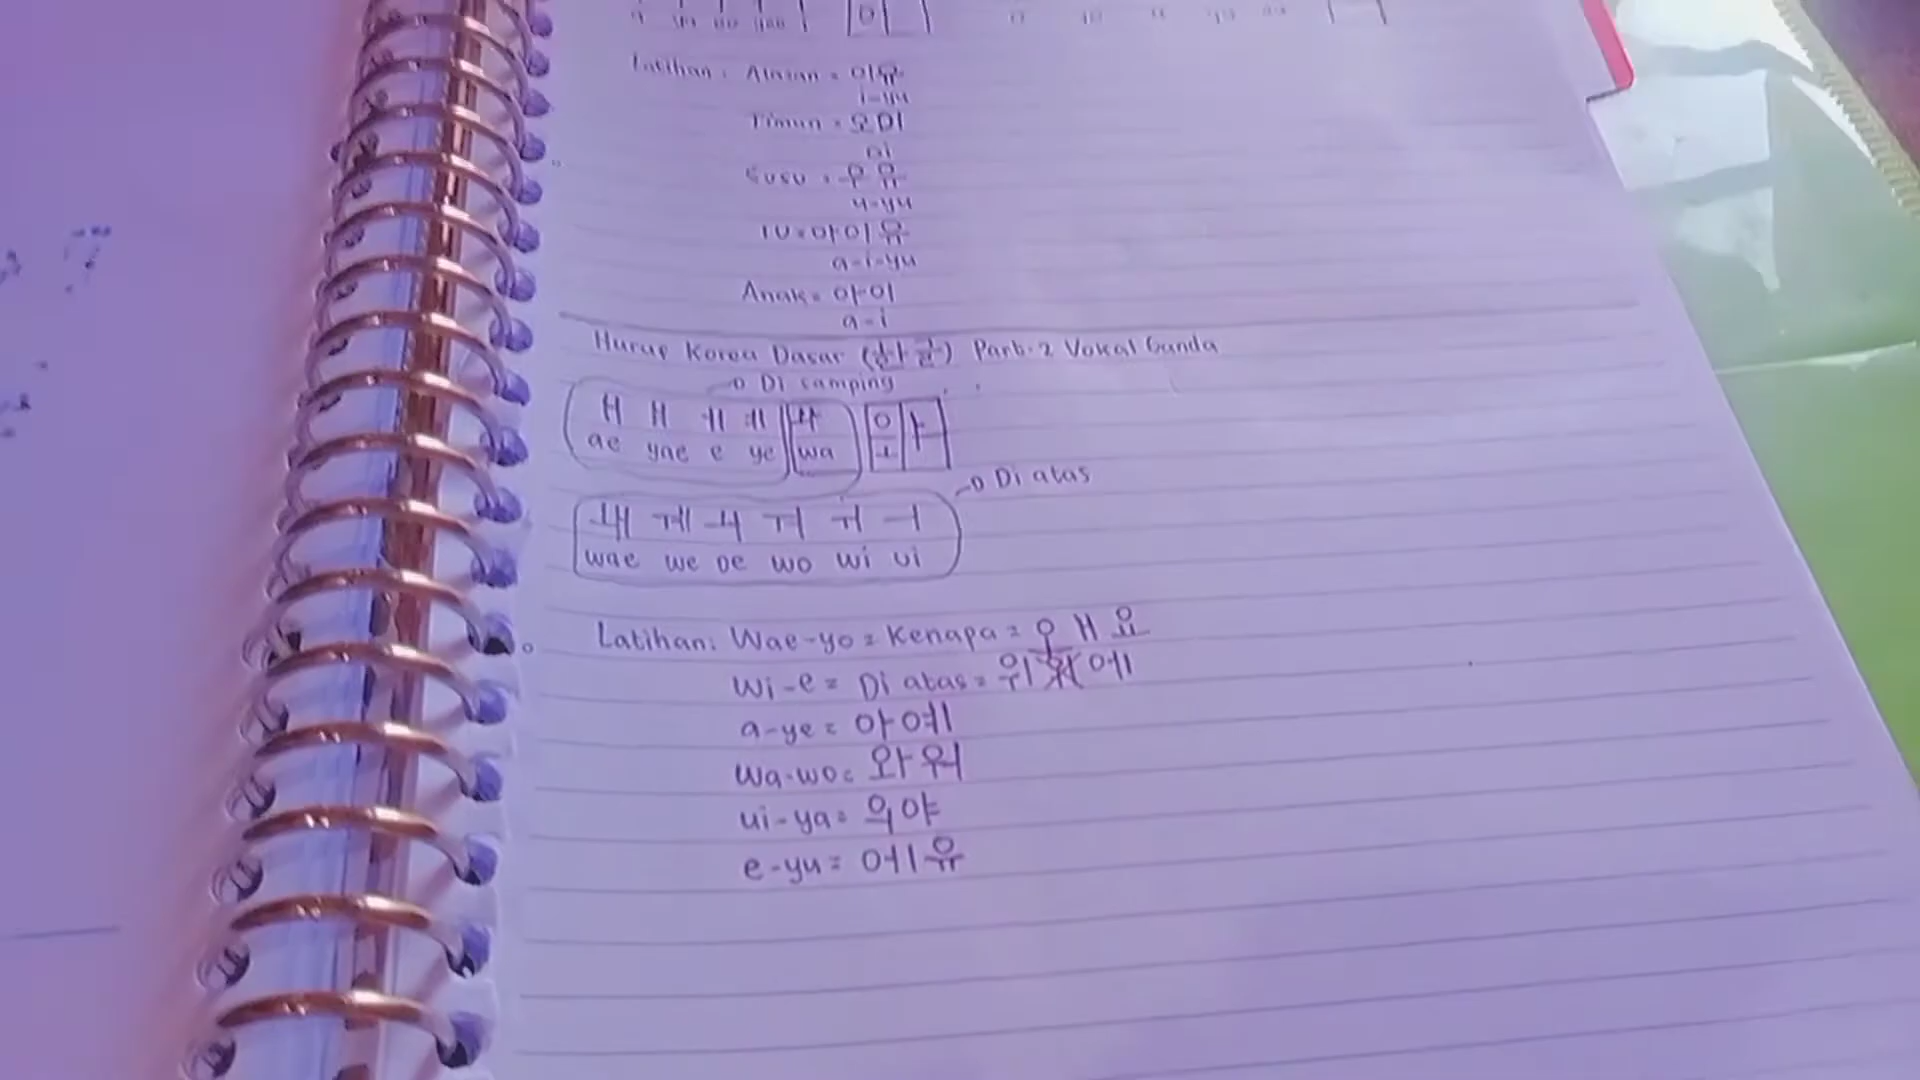 Latihan: Alasan = 이유
i-yu
Timun = 오이
oi
Susu = 우유
u-yu
IU = 아이유
a-i-yu
Anak = 아이
a-i
Huruf Korea Dasar (한글) Part-2 Vokal Ganda
Di samping
ㅐ ㅒ ㅔ ㅖ ㅘ
ae yae e ye wa
Di atas
ㅙ ㅞ ㅚ ㅝ ㅟ ㅢ
wae we oe wo wi ui
Latihan: Wae-yo = Kenapa = 왜요
Wi-e = Di atas = 위 에
a-ye = 아예
wa-wo = 와워
ui-ya = 의야
e-yu = 에유